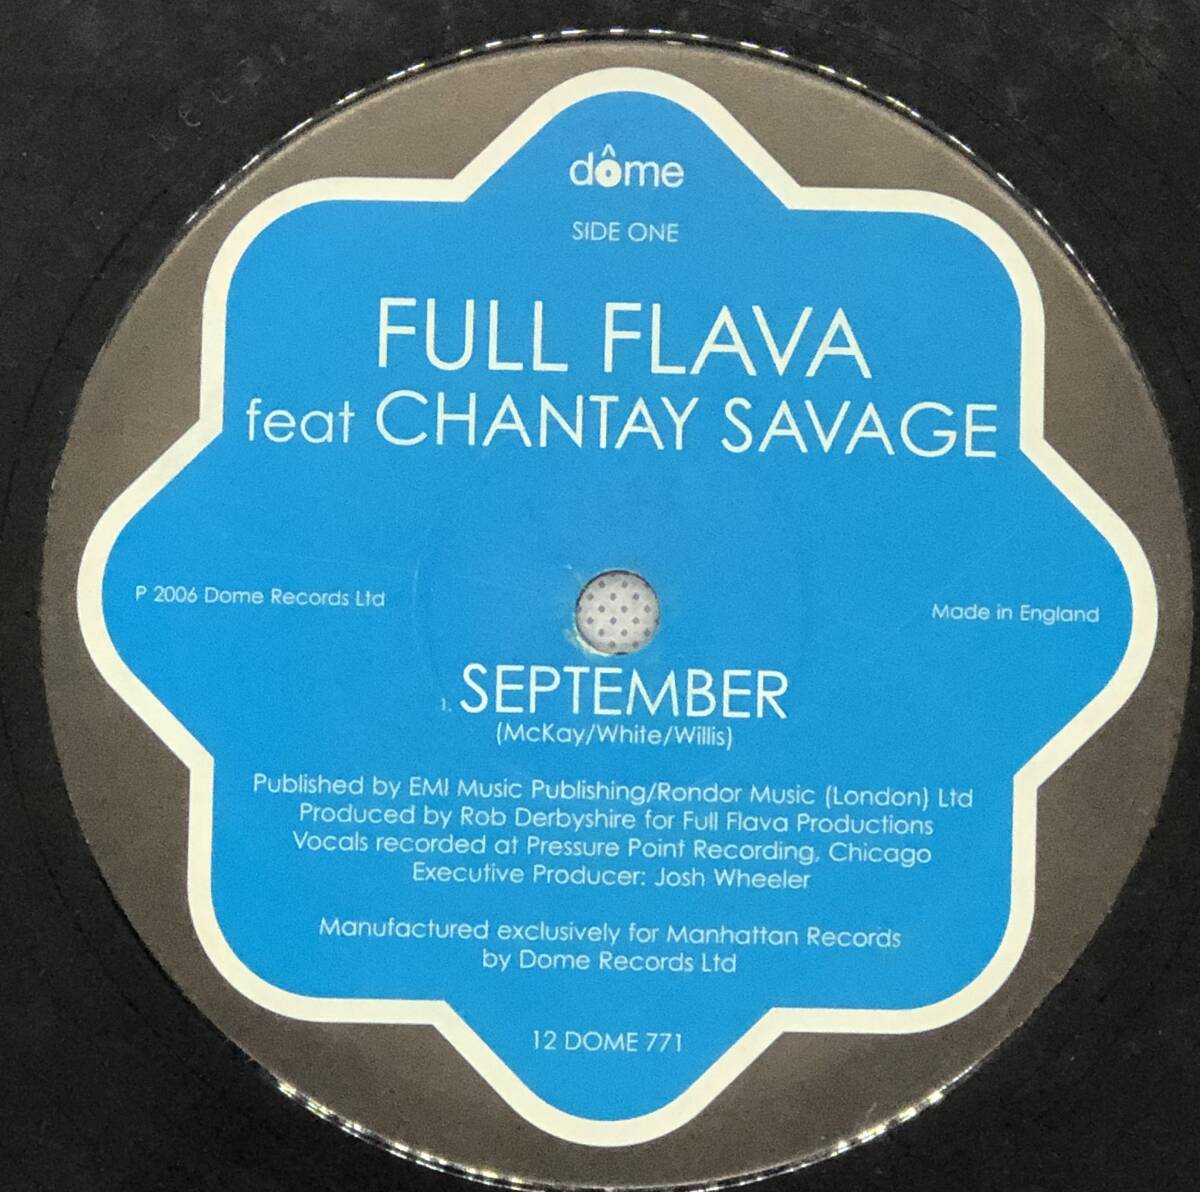 dôme
SIDE ONE
FULL FLAVA
feat CHANTAY SAVAGE
P 2006 Dome Records Ltd
Made in England
1. SEPTEMBER
(McKay/White/Willis)
Published by EMI Music Publishing/Rondor Music (London) Ltd
Produced by Rob Derbyshire for Full Flava Productions
Vocals recorded at Pressure Point Recording, Chicago
Executive Producer: Josh Wheeler
Manufactured exclusively for Manhattan Records
by Dome Records Ltd
12 DOME 771